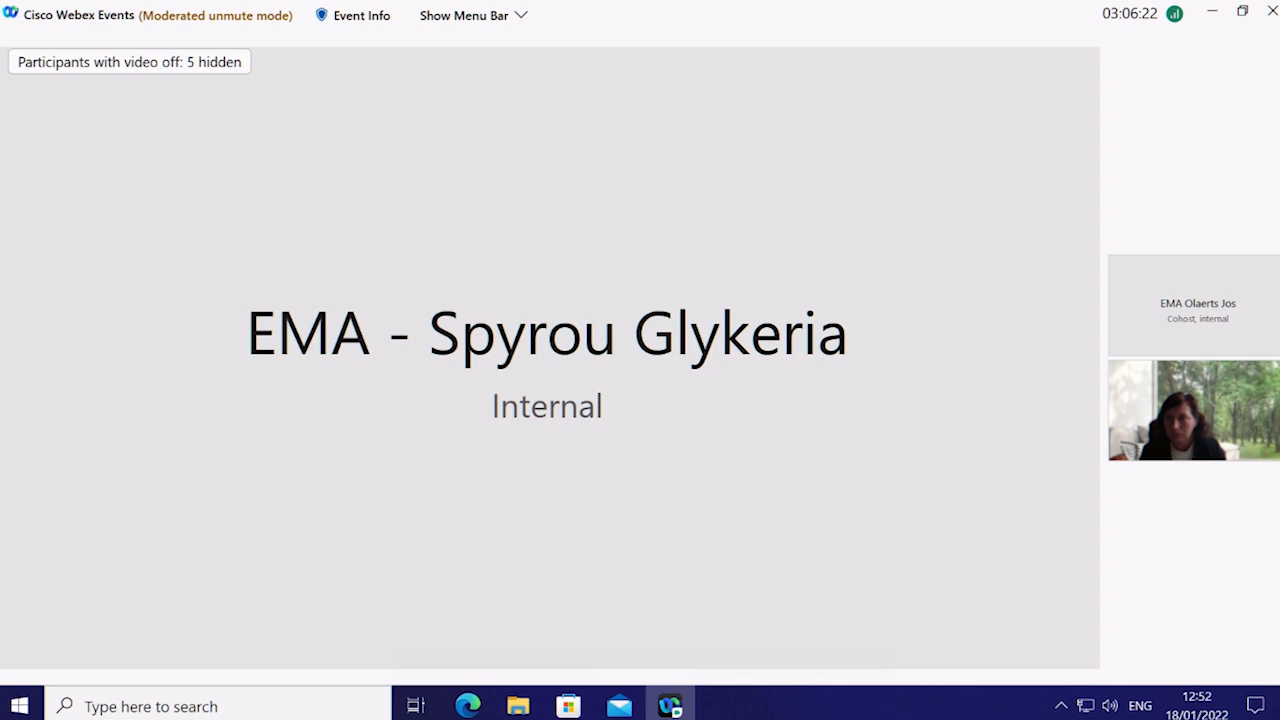 Cisco Webex Events (Moderated unmute mode)
Event Info
Show Menu Bar
03:06:22
Participants with video off: 5 hidden
EMA - Spyrou Glykeria
Internal
EMA Olaerts Jos
Cohost, internal
Type here to search
ENG
12:52
18/01/2022